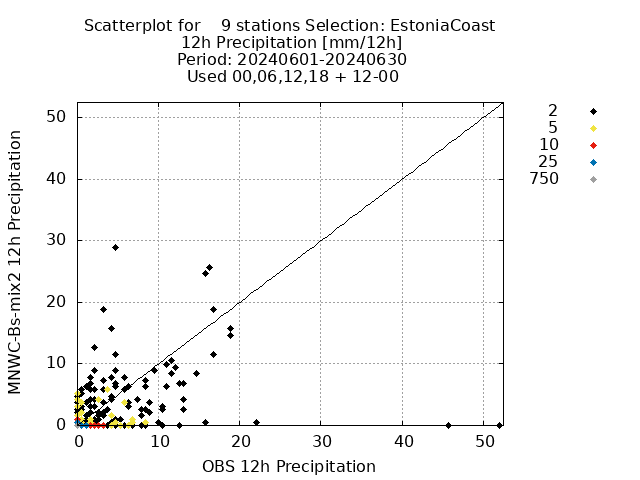 Scatterplot for    9 stations Selection: EstoniaCoast
12h Precipitation [mm/12h]
Period: 20240601-20240630
Used 00,06,12,18 + 12-00
2
5
10
25
750
50
40
30
20
10
0
MNWC-Bs-mix2 12h Precipitation
0 10 20 30 40 50
OBS 12h Precipitation